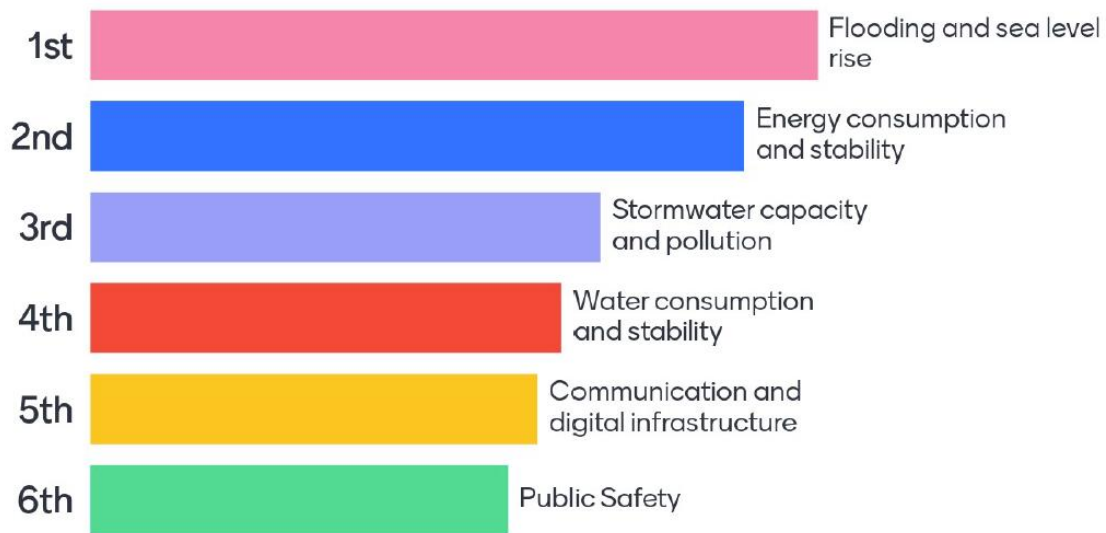 1st
Flooding and sea level
rise
2nd
Energy consumption
and stability
3rd
Stormwater capacity
and pollution
4th
Water consumption
and stability
5th
Communication and
digital infrastructure
6th
Public Safety